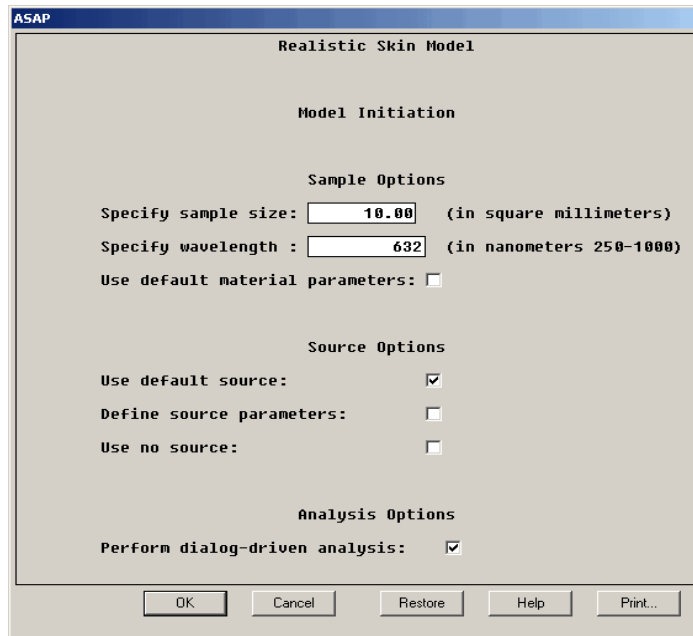 ASAP
Realistic Skin Model
Model Initiation
Sample Options
Specify sample size: 10.00 (in square millimeters)
Specify wavelength : 632 (in nanometers 250-1000)
Use default material parameters:
Source Options
Use default source:
Define source parameters:
Use no source:
Analysis Options
Perform dialog-driven analysis:
OK Cancel Restore Help Print...